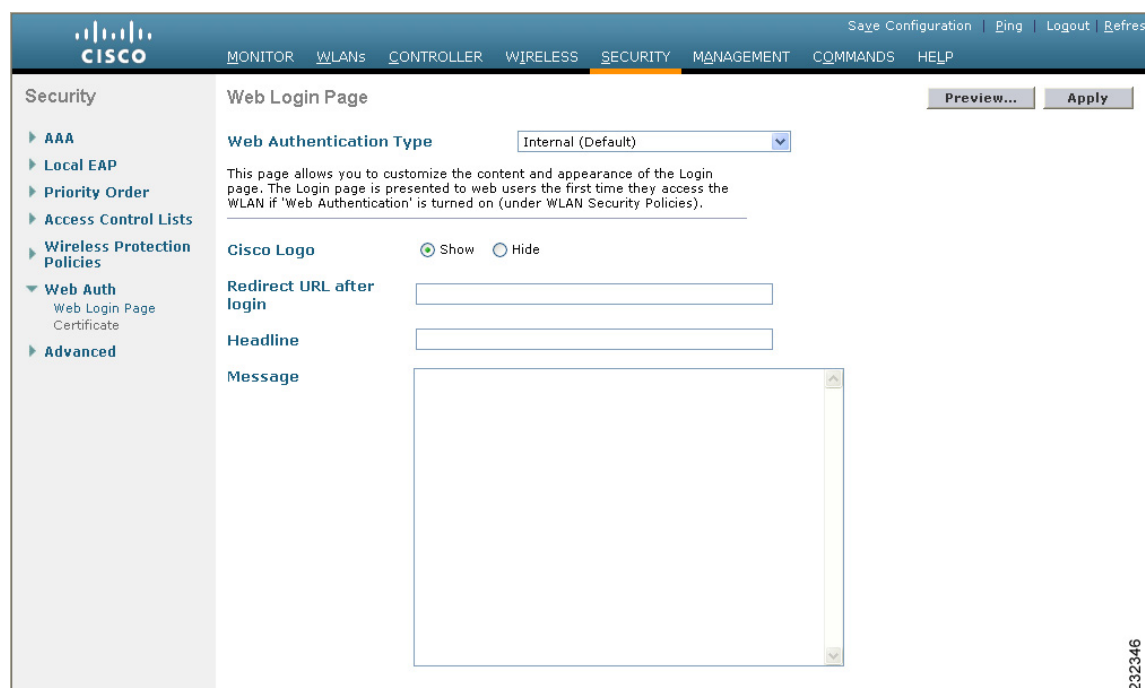 Save Configuration | Ping | Logout | Refres
CISCO
MONITOR WLANs CONTROLLER WIRELESS SECURITY MANAGEMENT COMMANDS HELP
Security
AAA
Local EAP
Priority Order
Access Control Lists
Wireless Protection
Policies
Web Auth
Web Login Page
Certificate
Advanced
Web Login Page
Preview...
Apply
Web Authentication Type
Internal (Default)
This page allows you to customize the content and appearance of the Login
page. The Login page is presented to web users the first time they access the
WLAN if 'Web Authentication' is turned on (under WLAN Security Policies).
Cisco Logo
Show
Hide
Redirect URL after
login
Headline
Message
232346